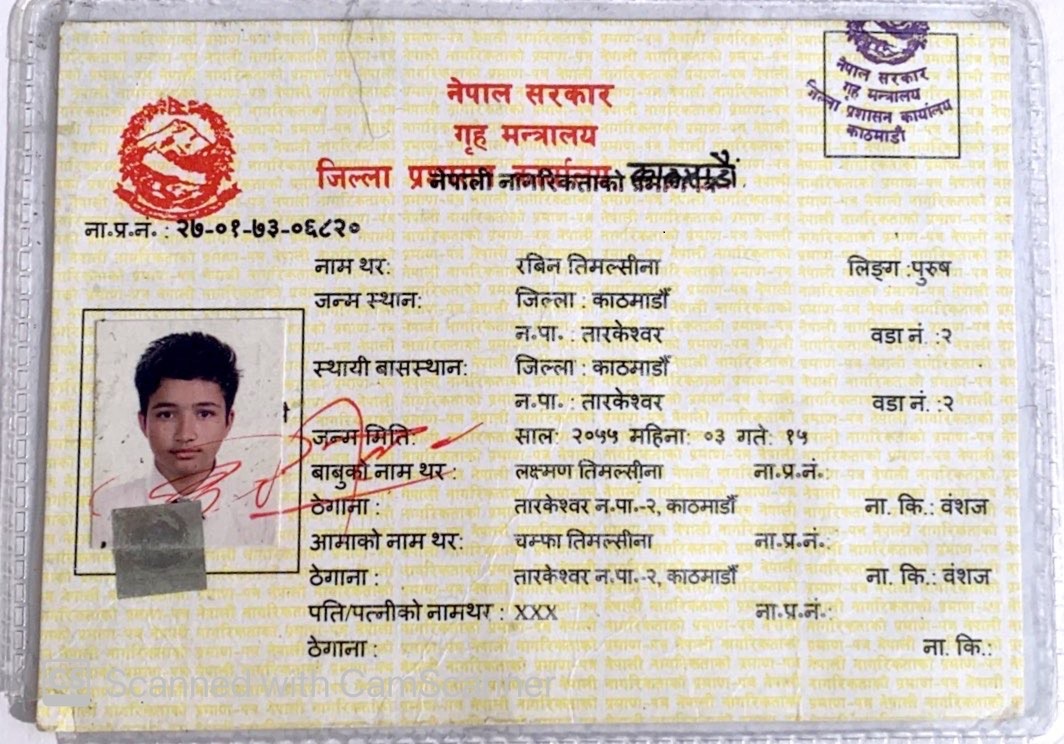 नेपाल सरकार
गृह मन्त्रालय
जिल्ला प्रशासन कार्यालय काठमाडौं
नेपाली नागरिकताको प्रमाणपत्र
नेपाल सरकार
गृह मन्त्रालय
जिल्ला प्रशासन कार्यालय
काठमाडौं
ना.प्र.नं. : २७-०१-७३-०६८२०
नाम थर: रबिन तिमल्सीना लिङ्ग :पुरुष
जन्म स्थान: जिल्ला : काठमाडौं
न.पा. : तारकेश्वर वडा नं. :२
स्थायी बासस्थान: जिल्ला : काठमाडौं
न.पा. : तारकेश्वर वडा नं. :२
जन्म मिति: साल: २०५५ महिना: ०३ गते: १५
बाबुको नाम थर : लक्ष्मण तिमल्सीना ना.प्र.नं.:
ठेगाना : तारकेश्वर न.पा.-२, काठमाडौं ना. कि.: वंशज
आमाको नाम थर: चम्फा तिमल्सीना ना.प्र.नं.:
ठेगाना : तारकेश्वर न.पा.-२, काठमाडौं ना. कि.: वंशज
पति/पत्नीको नामथर : XXX ना.प्र.नं.:
ठेगाना : ना. कि.:
Scanned with CamScanner